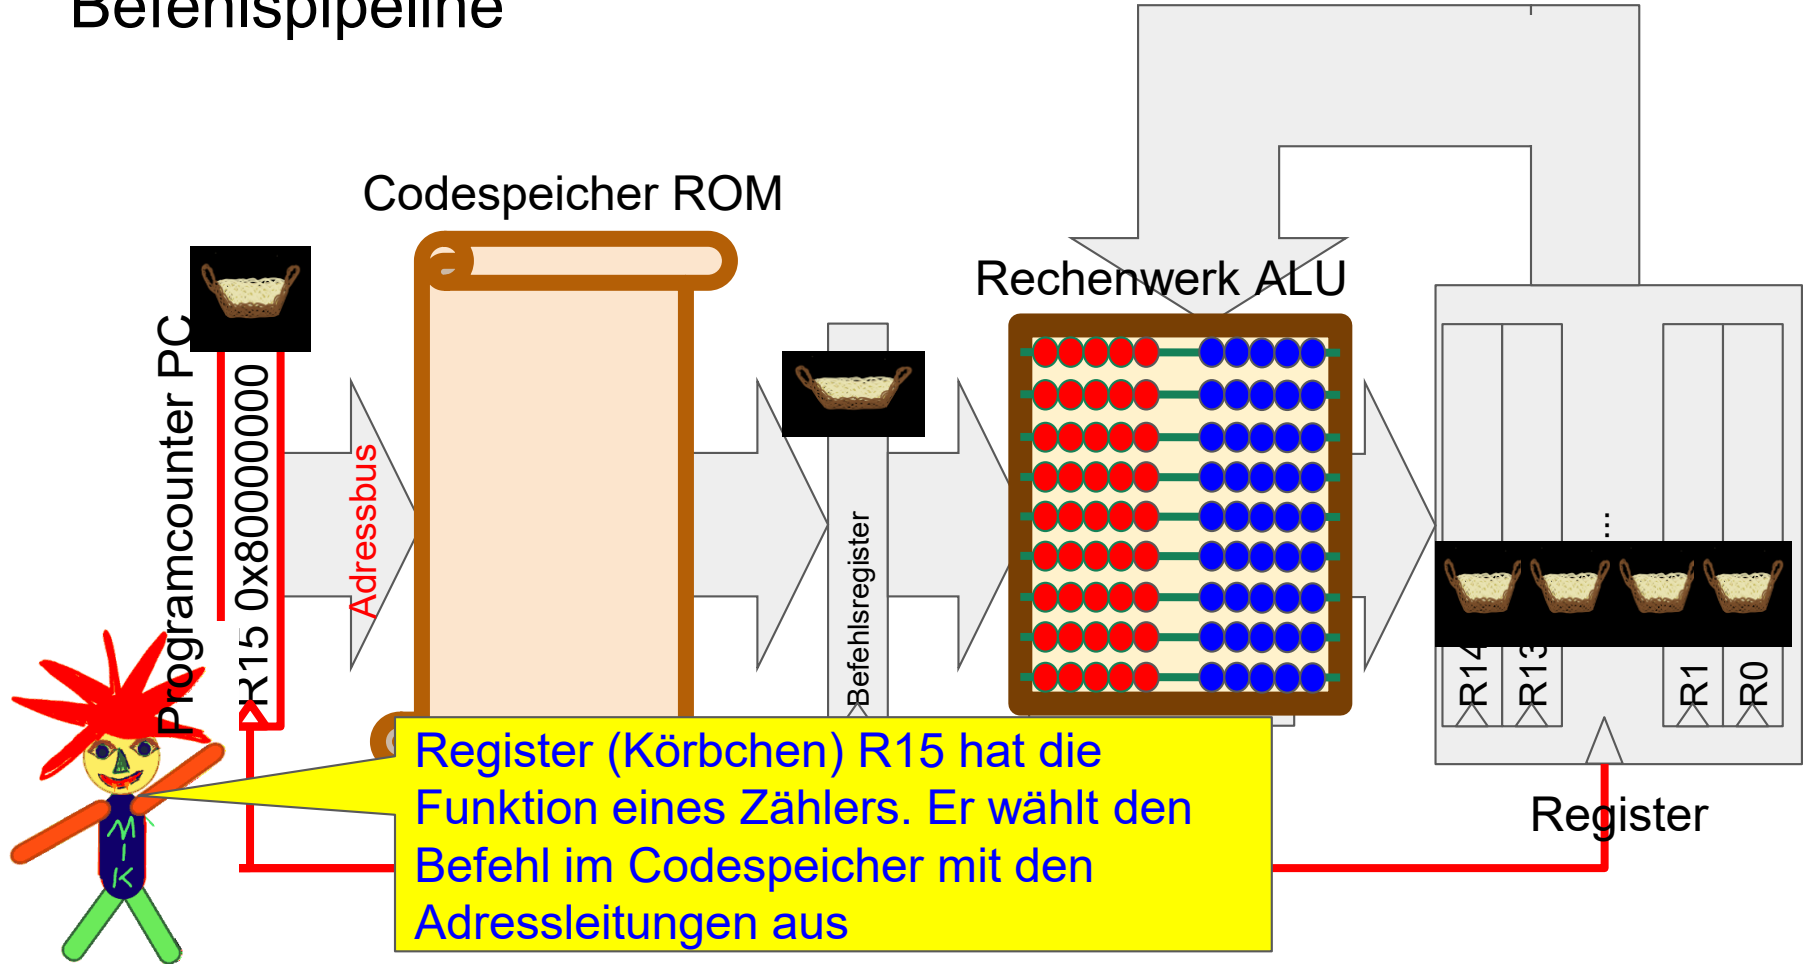 Befehlspipeline
Codespeicher ROM
Rechenwerk ALU
Programcounter PC
R15 0x80000000
Adressbus
Befehlsregister
...
R14
R13
R1
R0
Register
M
I
K
Register (Körbchen) R15 hat die
Funktion eines Zählers. Er wählt den
Befehl im Codespeicher mit den
Adressleitungen aus